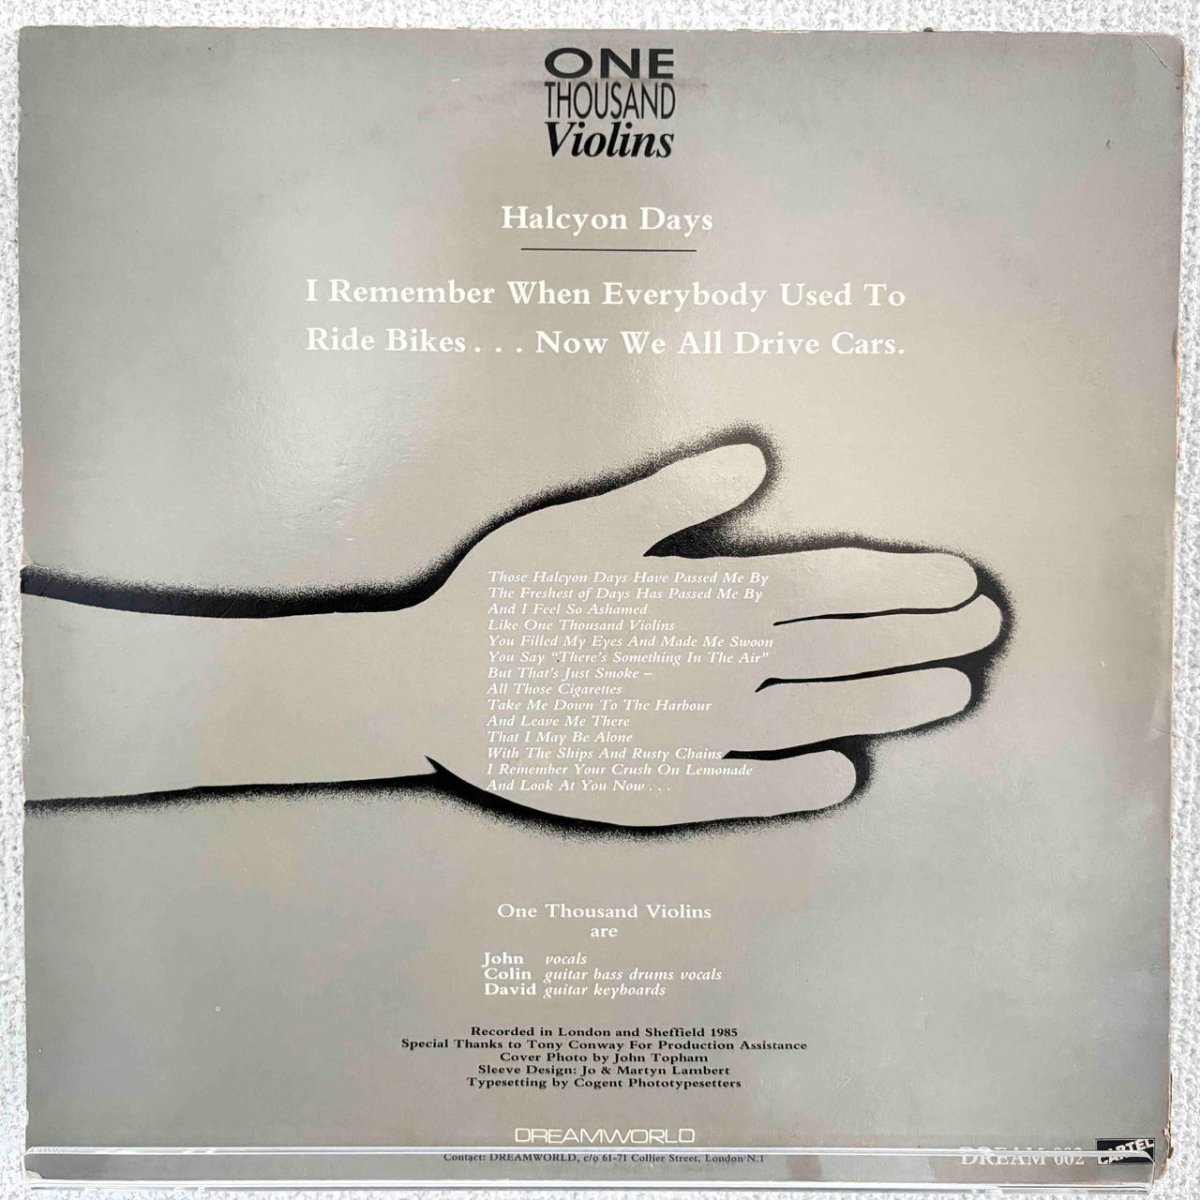 ONE
THOUSAND
Violins
Halcyon Days
I Remember When Everybody Used To
Ride Bikes . . . Now We All Drive Cars.
Those Halcyon Days Have Passed Me By
The Freshest of Days Has Passed Me By
And I Feel So Ashamed
Like One Thousand Violins
You Filled My Eyes And Made Me Swoon
You Say "There's Something In The Air"
But That's Just Smoke –
All Those Cigarettes
Take Me Down To The Harbour
And Leave Me There
That I May Be Alone
With The Ships And Rusty Chains
I Remember Your Crush On Lemonade
And Look At You Now . . .
One Thousand Violins
are
John vocals
Colin guitar bass drums vocals
David guitar keyboards
Recorded in London and Sheffield 1985
Special Thanks to Tony Conway For Production Assistance
Cover Photo by John Topham
Sleeve Design: Jo & Martyn Lambert
Typesetting by Cogent Phototypesetters
DREAMWORLD
Contact: DREAMWORLD, c/o 61-71 Collier Street, London N.1
DREAM 002 CARTEL